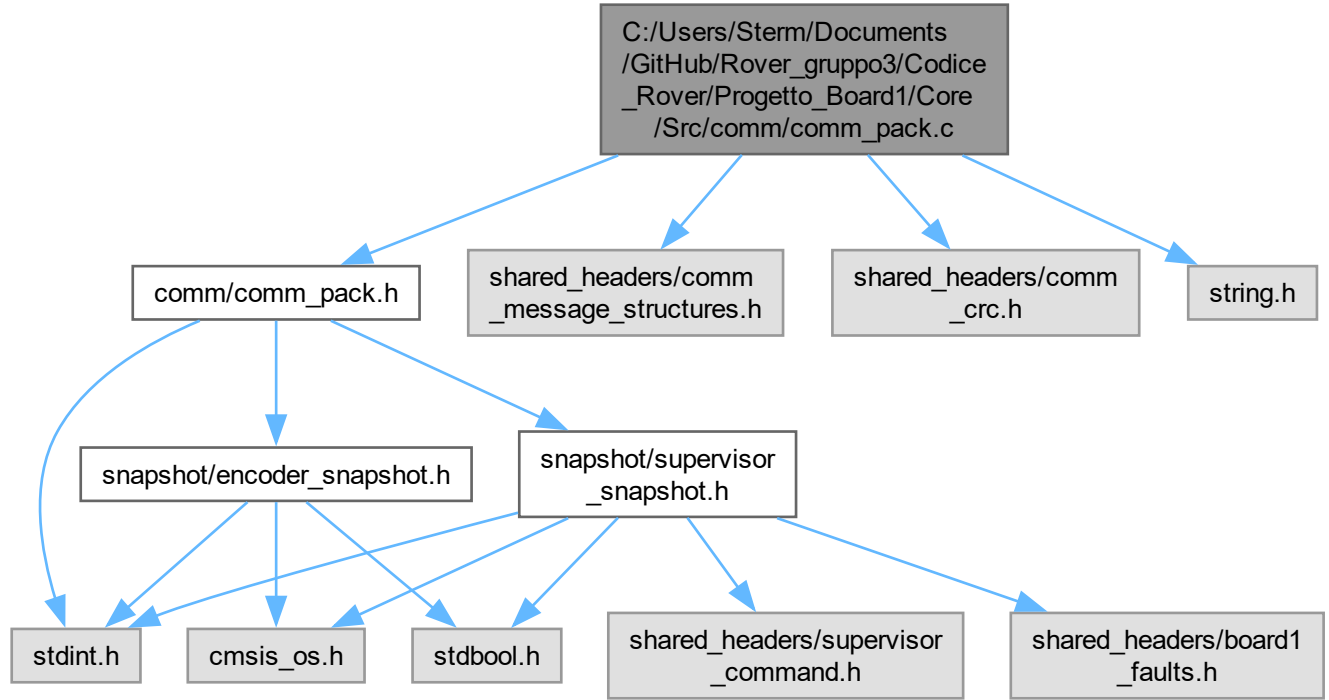 C:/Users/Sterm/Documents
/GitHub/Rover_gruppo3/Codice
_Rover/Progetto_Board1/Core
/Src/comm/comm_pack.c
comm/comm_pack.h
shared_headers/comm
_message_structures.h
shared_headers/comm
_crc.h
string.h
snapshot/encoder_snapshot.h
snapshot/supervisor
_snapshot.h
stdint.h
cmsis_os.h
stdbool.h
shared_headers/supervisor
_command.h
shared_headers/board1
_faults.h